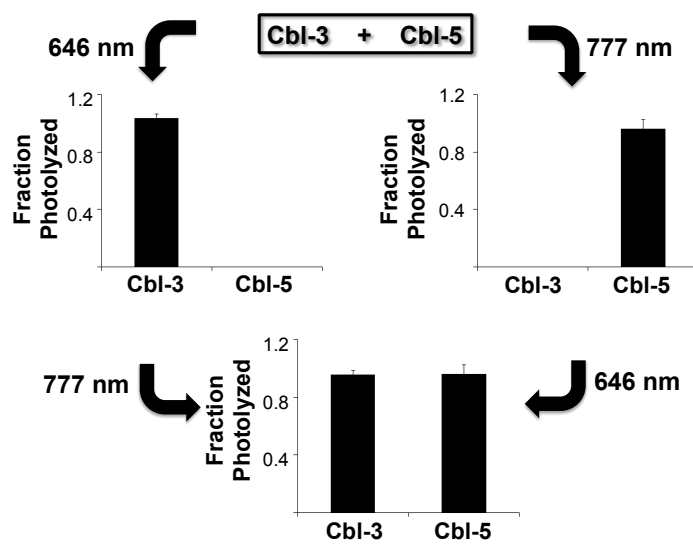 Cbl-3 + Cbl-5
646 nm
777 nm
Fraction
Photolyzed
1.2
0.8
0.4
Cbl-3 Cbl-5
Fraction
Photolyzed
1.2
0.8
0.4
Cbl-3 Cbl-5
777 nm
646 nm
Fraction
Photolyzed
1.2
0.8
0.4
Cbl-3 Cbl-5